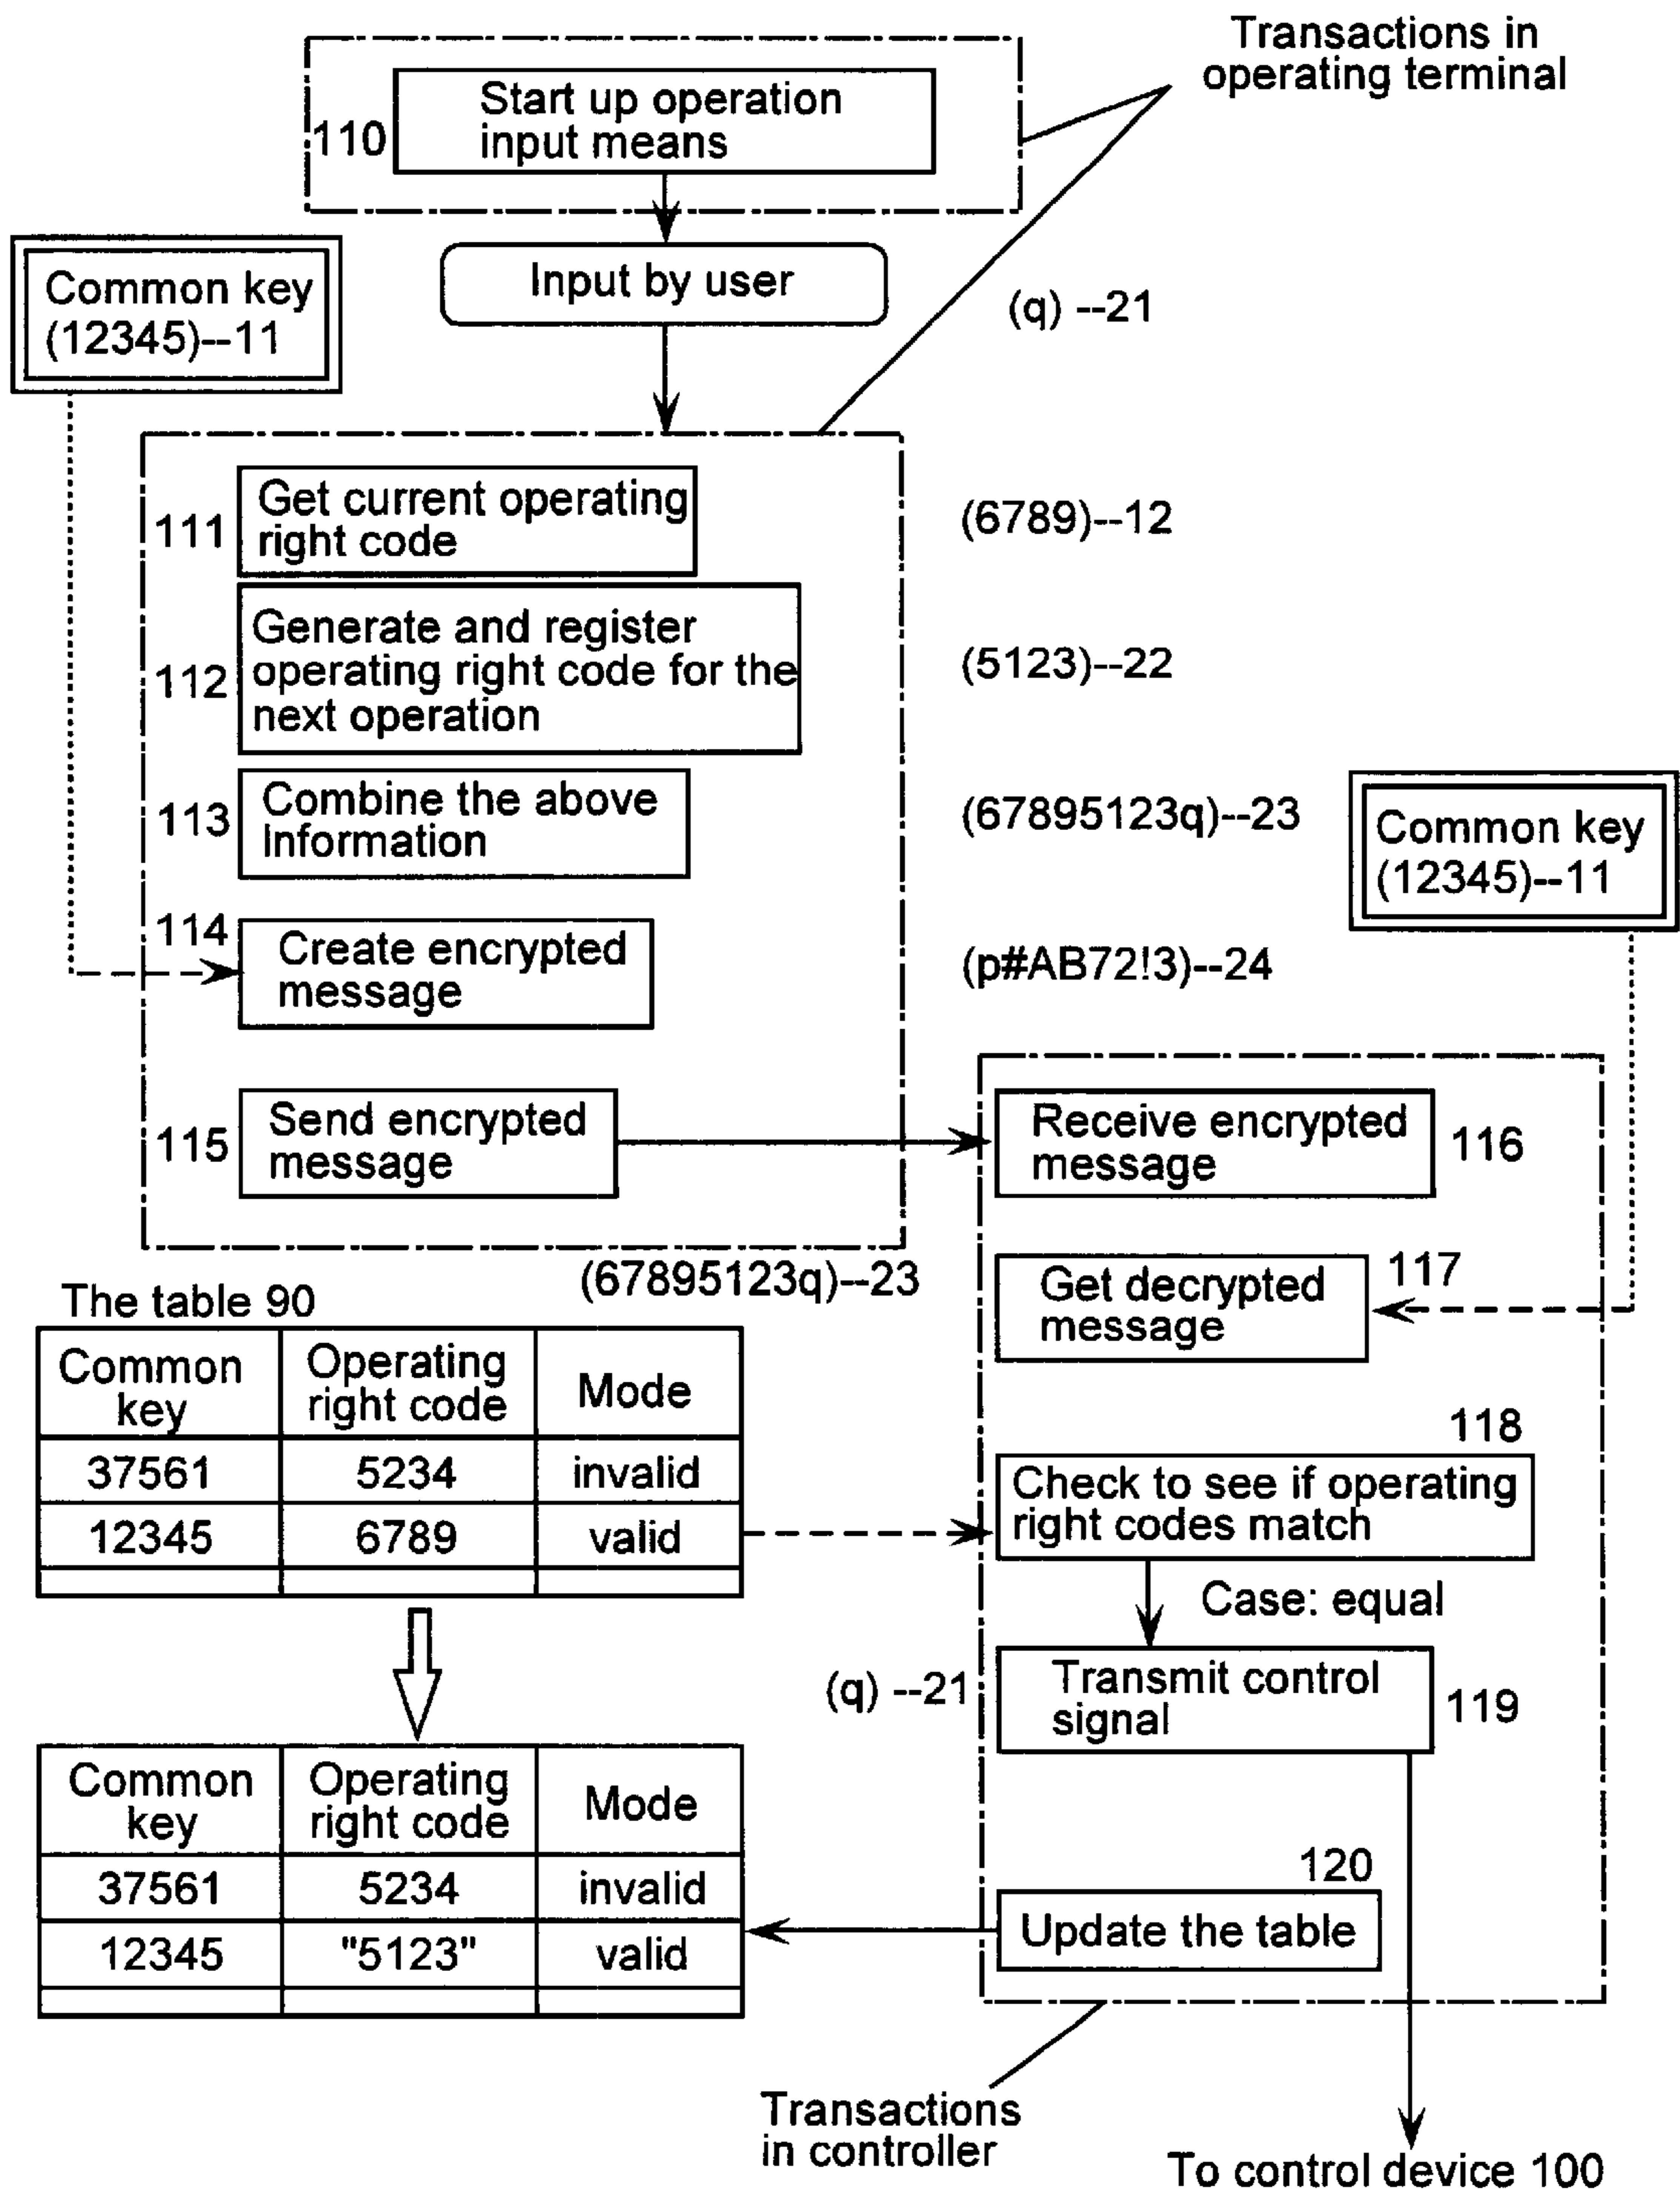 Transactions in
operating terminal
110
Start up operation
input means
Common key
(12345)--11
Input by user
(q) --21
111
Get current operating
right code
(6789)--12
112
Generate and register
operating right code for the
next operation
(5123)--22
113
Combine the above
Information
(67895123q)--23
Common key
(12345)--11
114
Create encrypted
message
(p#AB72!3)--24
115
Send encrypted
message
Receive encrypted
message
116
(67895123q)--23
Get decrypted
message
117
The table 90
Common key Operating right code Mode
37561 5234 invalid
12345 6789 valid
118
Check to see if operating
right codes match
Case: equal
(q) --21
Transmit control
signal
119
Common key Operating right code Mode
37561 5234 invalid
12345 "5123" valid
120
Update the table
Transactions
in controller
To control device 100